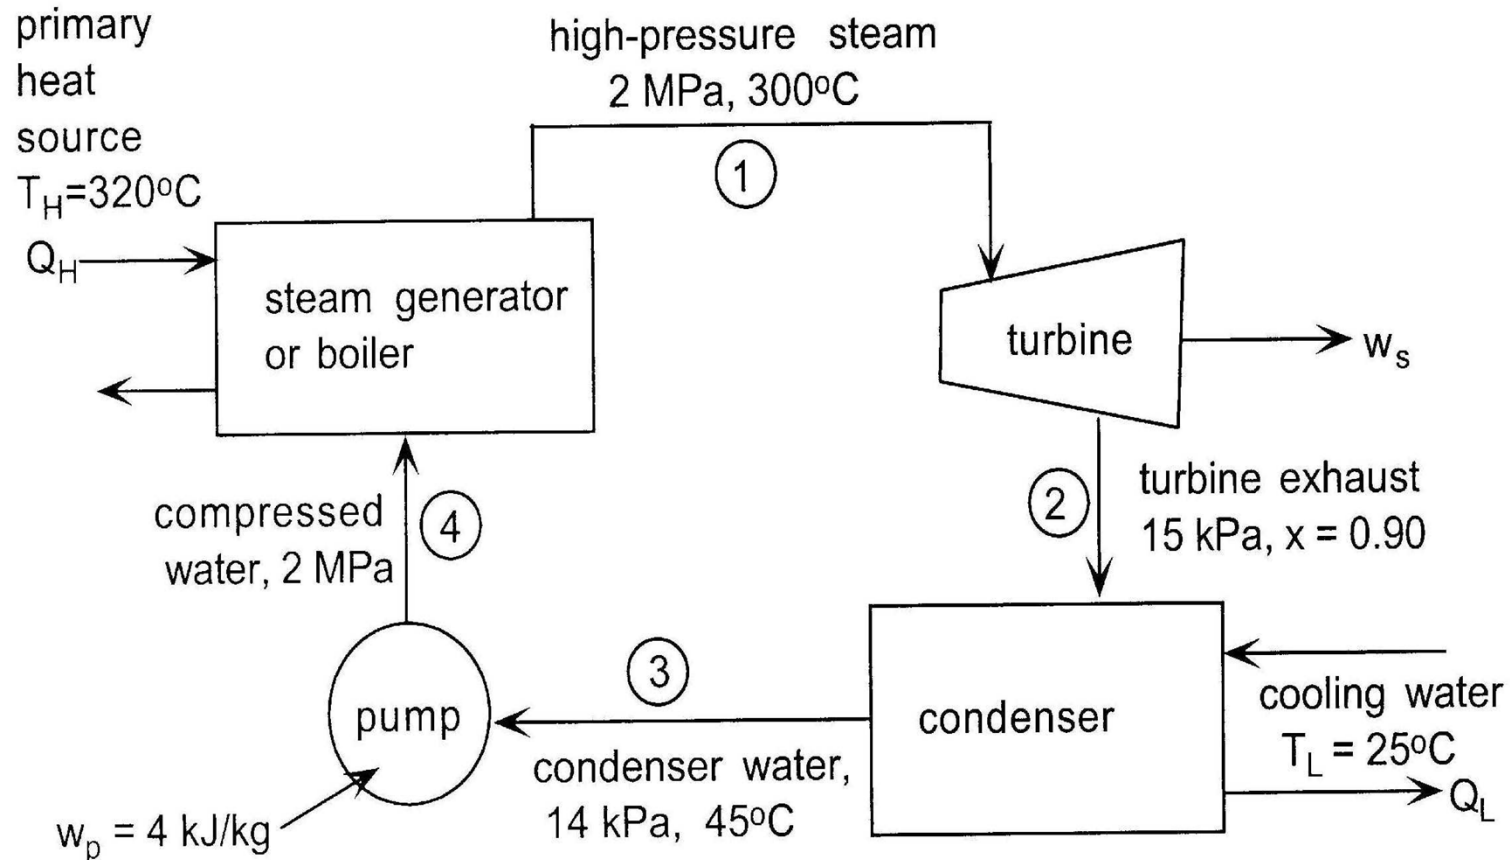 primary
heat
source
T_H=320°C
Q_H
high-pressure steam
2 MPa, 300°C
1
steam generator
or boiler
turbine
w_s
turbine exhaust
15 kPa, x = 0.90
2
compressed
water, 2 MPa
4
3
pump
condenser
cooling water
T_L = 25°C
Q_L
condenser water,
14 kPa, 45°C
w_p = 4 kJ/kg